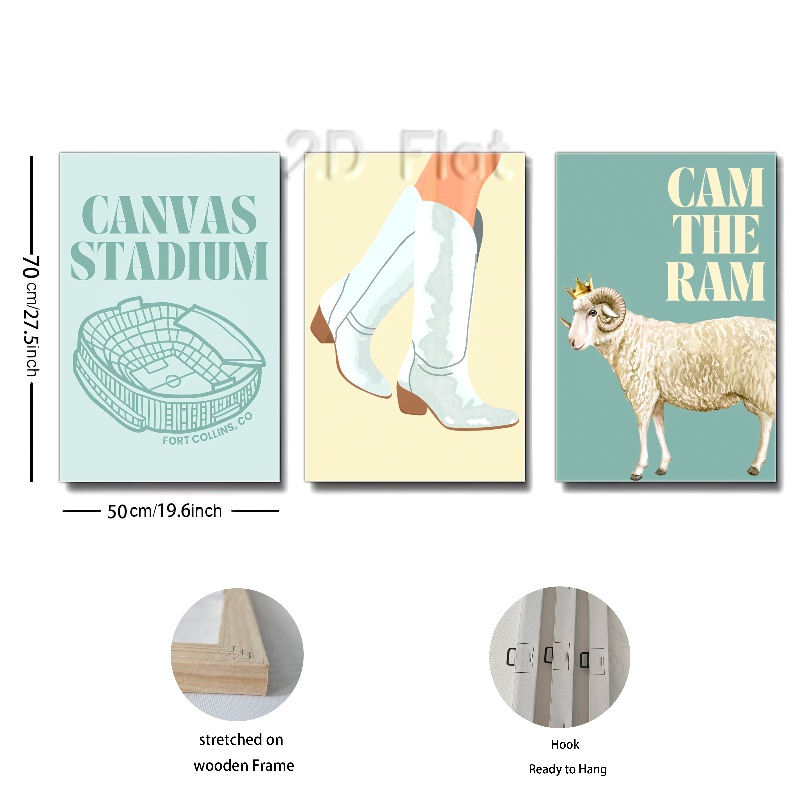 2D Flat
CANVAS
STADIUM
FORT COLLINS, CO
CAM
THE
RAM
70 cm/27.5inch
50 cm/19.6inch
stretched on
wooden Frame
Hook
Ready to Hang